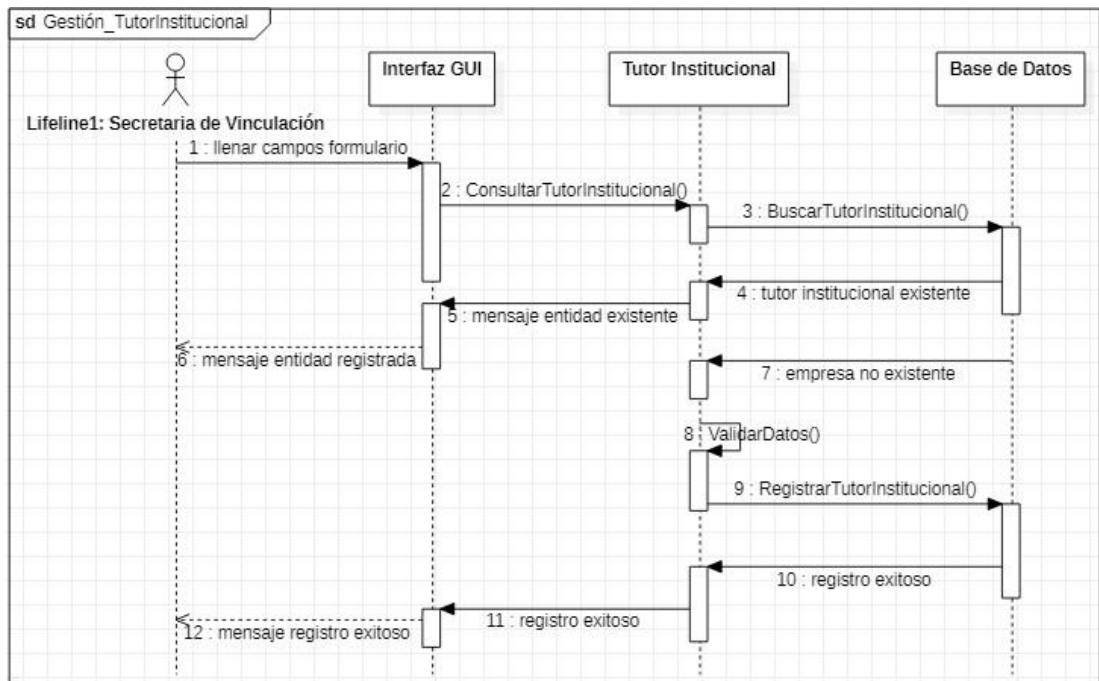 sd Gestión_TutorInstitucional
Interfaz GUI
Tutor Institucional
Base de Datos
Lifeline1: Secretaria de Vinculación
1 : llenar campos formulario
2 : ConsultarTutorInstitucional()
3 : BuscarTutorInstitucional()
4 : tutor institucional existente
5 : mensaje entidad existente
6 : mensaje entidad registrada
7 : empresa no existente
8 : ValidarDatos()
9 : RegistrarTutorInstitucional()
10 : registro exitoso
11 : registro exitoso
12 : mensaje registro exitoso